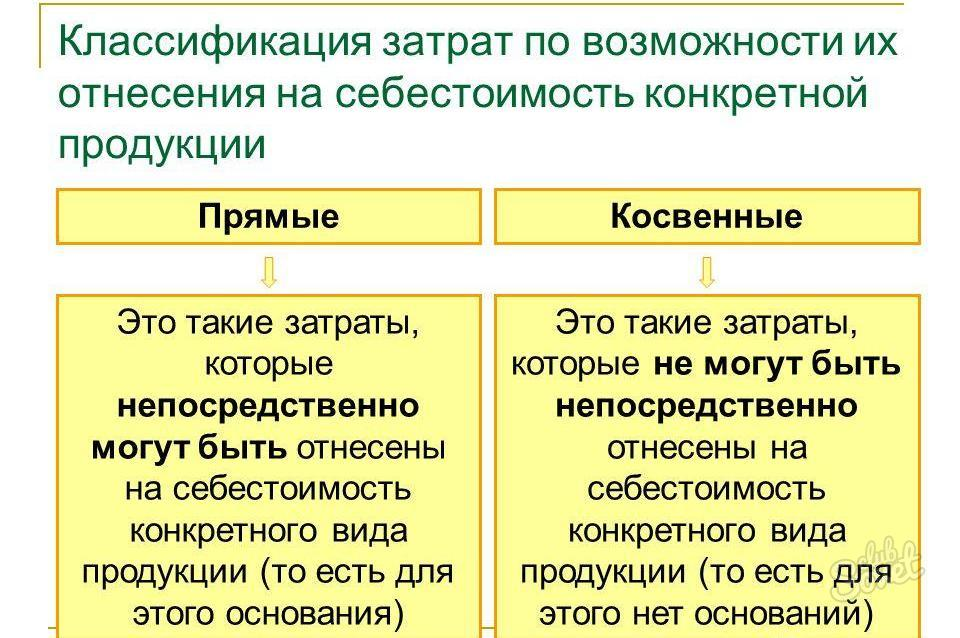 Классификация затрат по возможности их
отнесения на себестоимость конкретной
продукции
Прямые
Косвенные
Это такие затраты,
которые
непосредственно
могут быть отнесены
на себестоимость
конкретного вида
продукции (то есть для
этого основания)
Это такие затраты,
которые не могут быть
непосредственно
отнесены на
себестоимость
конкретного вида
продукции (то есть для
этого нет оснований)